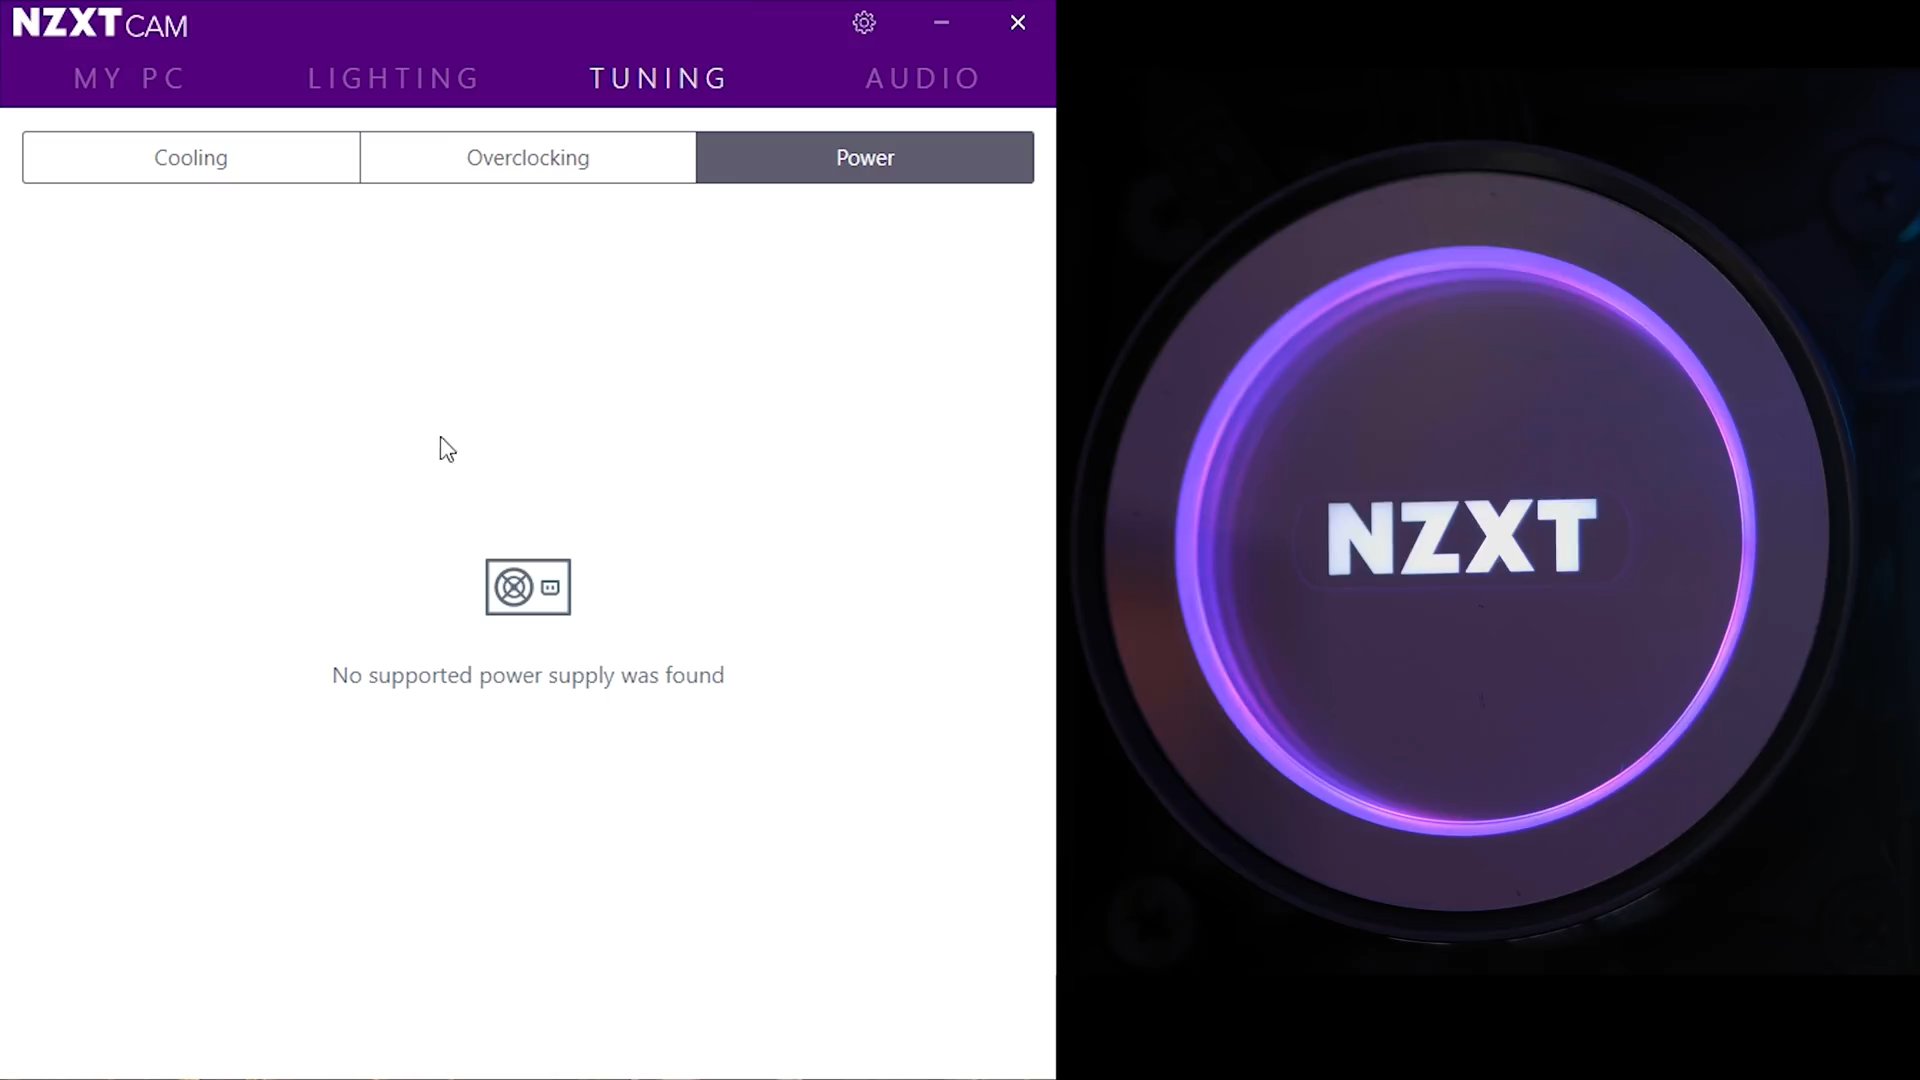 NZXT CAM
MY PC LIGHTING TUNING AUDIO
Cooling Overclocking Power
No supported power supply was found
NZXT